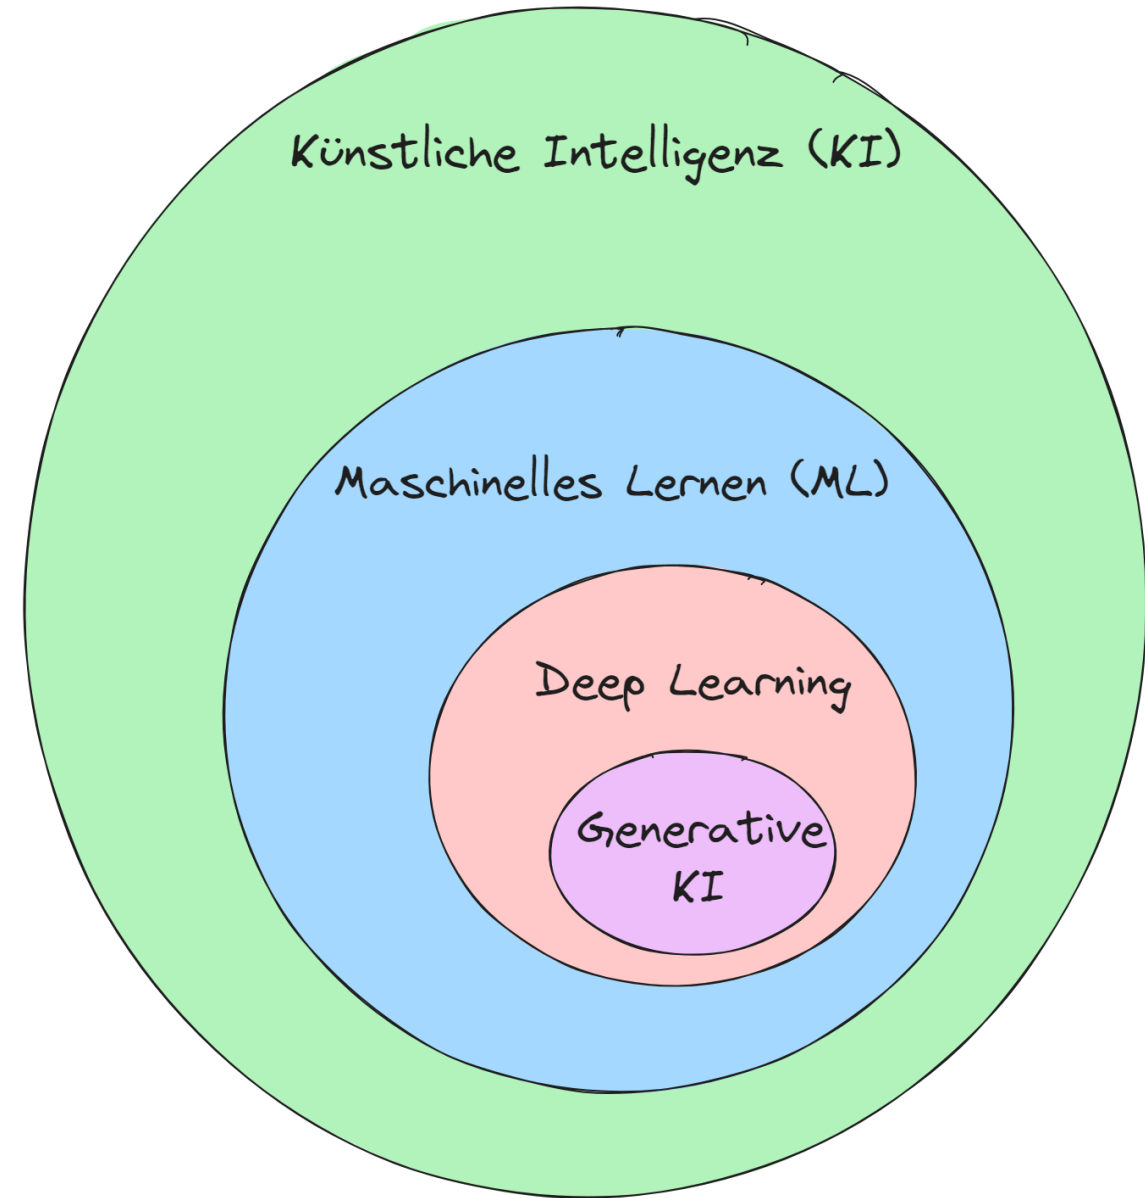 Künstliche Intelligenz (KI)
Maschinelles Lernen (ML)
Deep Learning
Generative
KI